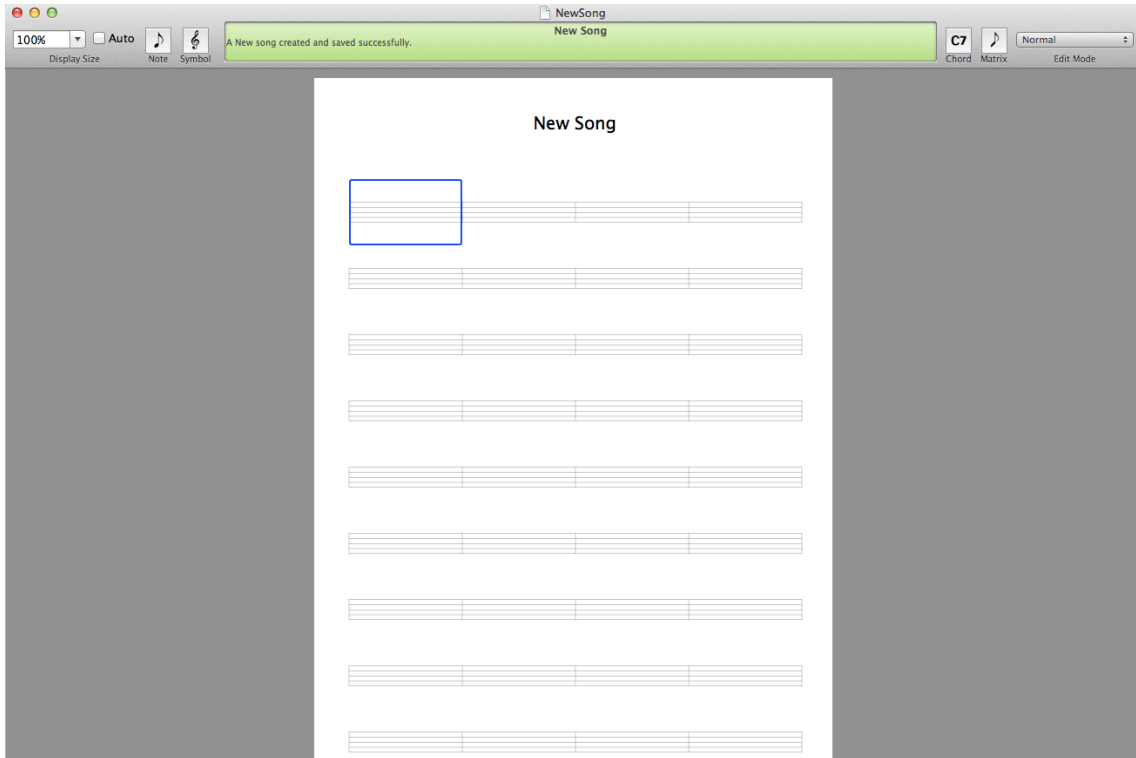 NewSong
100%
Auto
Display Size
Note
Symbol
New Song
A New song created and saved successfully.
C7
Chord
Matrix
Normal
Edit Mode
New Song